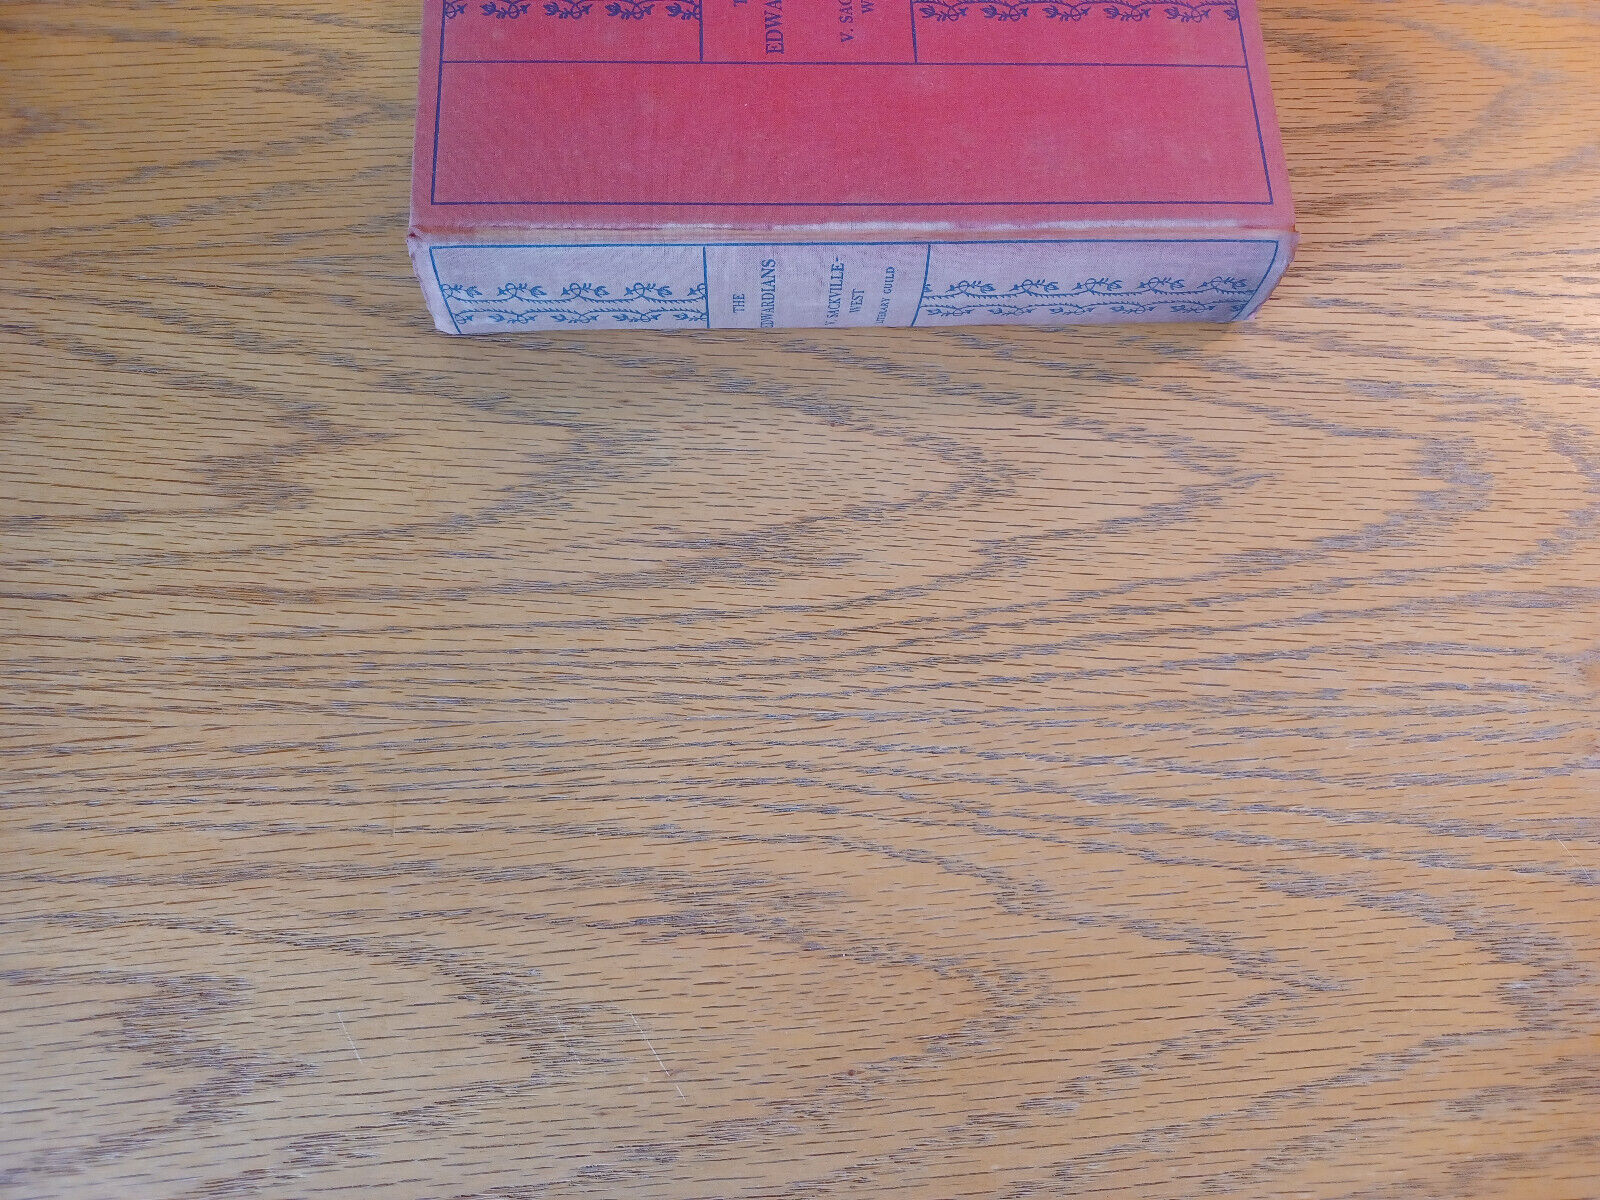 EDWA
V. SAC
W
THE
EDWARDIANS
V. SACKVILLE-
WEST
LITERARY GUILD